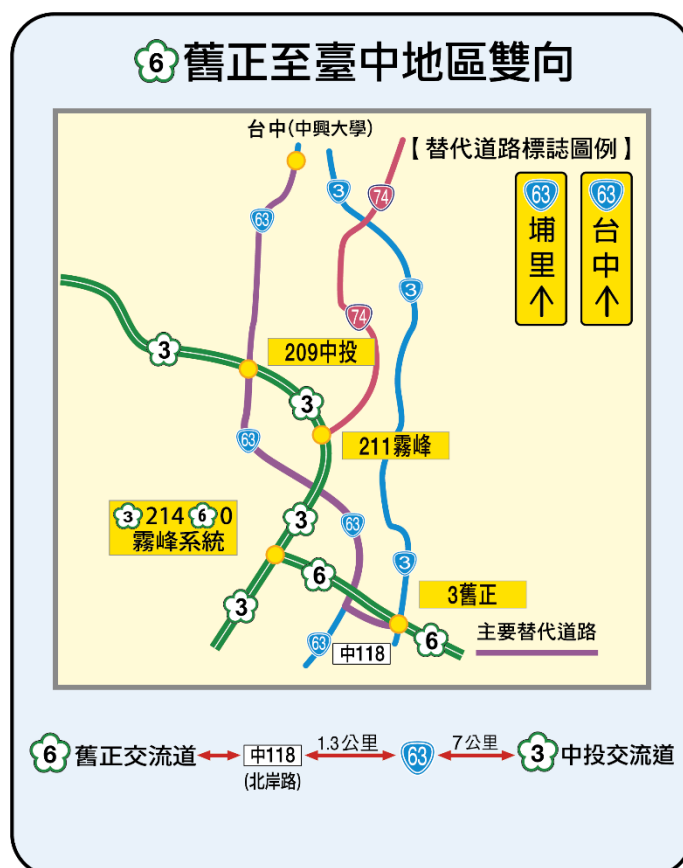 6 舊正至臺中地區雙向
台中(中興大學)
【替代道路標誌圖例】
3
74
63
63
63
埔里↑
台中↑
3
74
3
209中投
3
63
211霧峰
3 214 6 0
霧峰系統
3
63
3
6
3舊正
3
63
中118
6
主要替代道路
6 舊正交流道 ↔ 中118 (北岸路) ↔ 1.3公里 63 ↔ 7公里 3 中投交流道